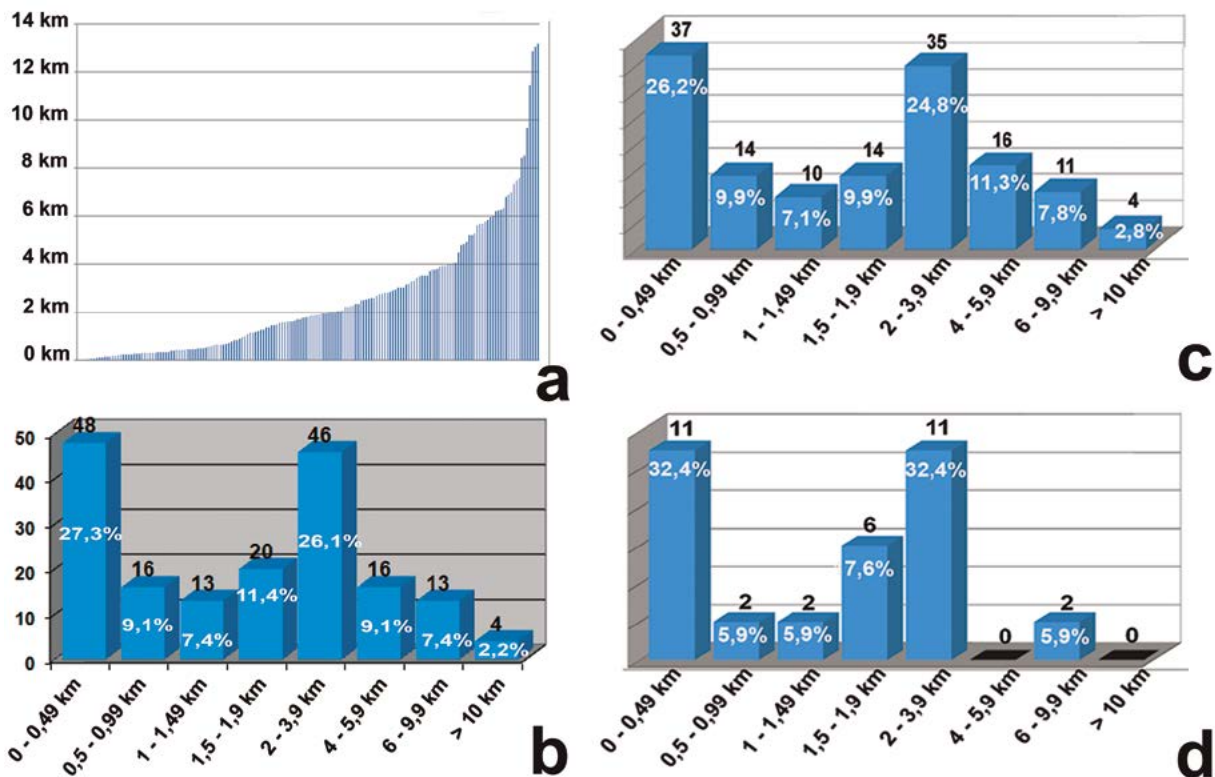 14 km
12 km
10 km
8 km
6 km
4 km
2 km
0 km
a
37
26,2%
14
9,9%
10
7,1%
14
9,9%
35
24,8%
16
11,3%
11
7,8%
4
2,8%
0 - 0,49 km
0,5 - 0,99 km
1 - 1,49 km
1,5 - 1,9 km
2 - 3,9 km
4 - 5,9 km
6 - 9,9 km
> 10 km
c
50
40
30
20
10
0
48
27,3%
16
9,1%
13
7,4%
20
11,4%
46
26,1%
16
9,1%
13
7,4%
4
2,2%
0 - 0,49 km
0,5 - 0,99 km
1 - 1,49 km
1,5 - 1,9 km
2 - 3,9 km
4 - 5,9 km
6 - 9,9 km
> 10 km
b
11
32,4%
2
5,9%
2
5,9%
6
7,6%
11
32,4%
0
2
5,9%
0
0 - 0,49 km
0,5 - 0,99 km
1 - 1,49 km
1,5 - 1,9 km
2 - 3,9 km
4 - 5,9 km
6 - 9,9 km
> 10 km
d